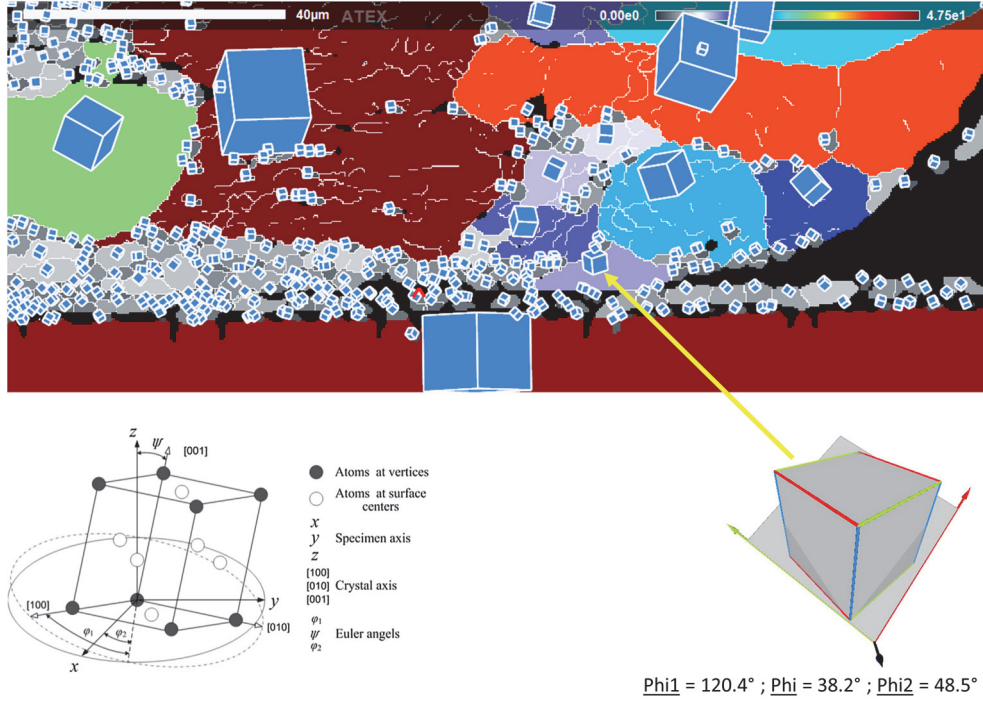 40µm
ATEX
0.00e0
4.75e1
z
ψ
[001]
Atoms at vertices
Atoms at surface
centers
x
y Specimen axis
z
[100]
[010] Crystal axis
[001]
φ1
ψ Euler angels
φ2
[100]
φ1
φ2
x
y
[010]
Phi1 = 120.4° ; Phi = 38.2° ; Phi2 = 48.5°